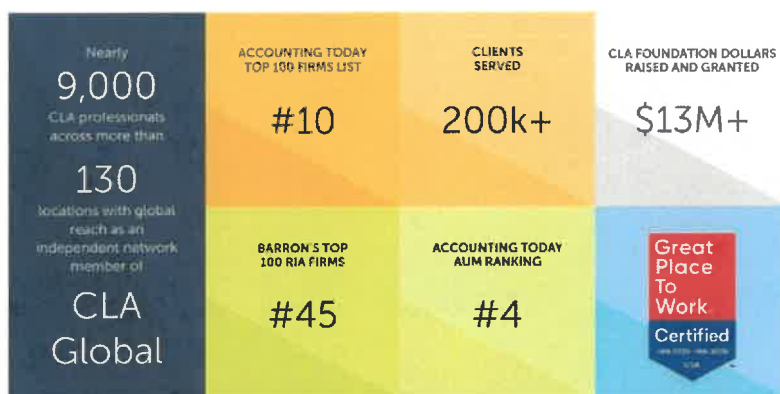 Nearly
9,000
CLA professionals
across more than
130
locations with global
reach as an
independent network
member of
CLA
Global
ACCOUNTING TODAY
TOP 100 FIRMS LIST
#10
CLIENTS
SERVED
200k+
CLA FOUNDATION DOLLARS
RAISED AND GRANTED
$13M+
BARRON'S TOP
100 RIA FIRMS
#45
ACCOUNTING TODAY
AUM RANKING
#4
Great
Place
To
Work
Certified
USA